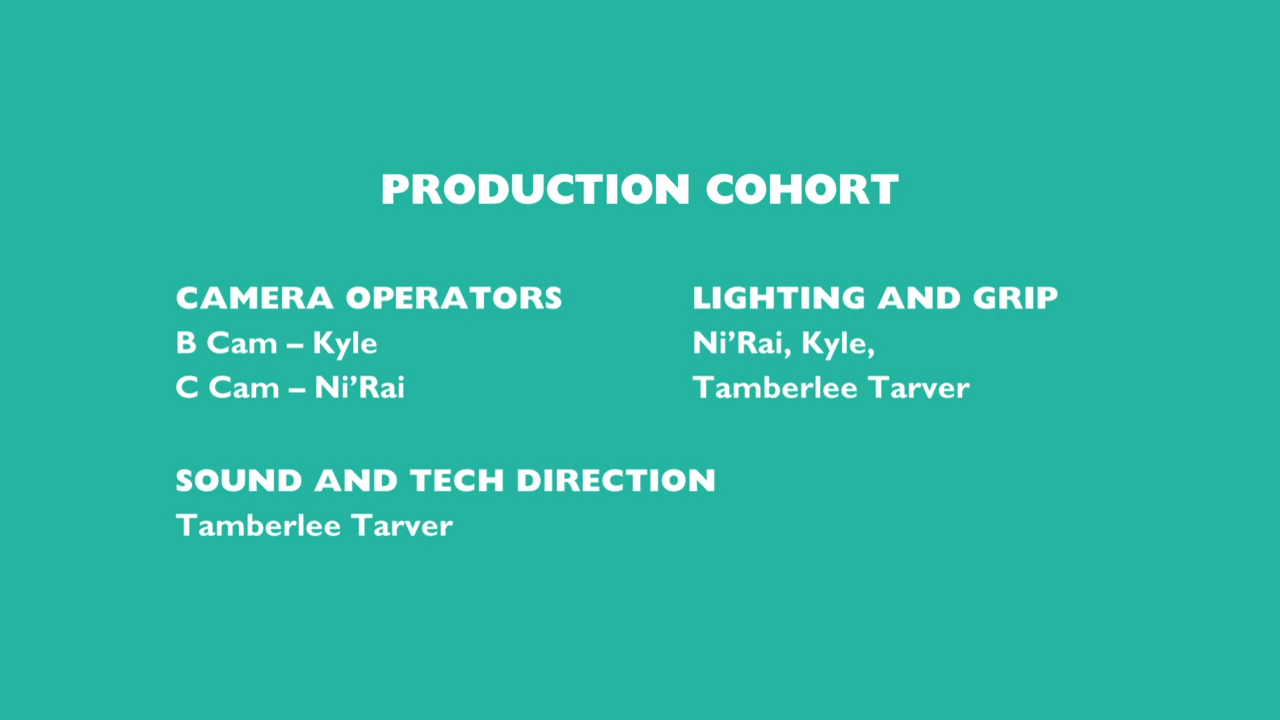 PRODUCTION COHORT
CAMERA OPERATORS
B Cam – Kyle
C Cam – Ni’Rai
LIGHTING AND GRIP
Ni’Rai, Kyle,
Tamberlee Tarver
SOUND AND TECH DIRECTION
Tamberlee Tarver